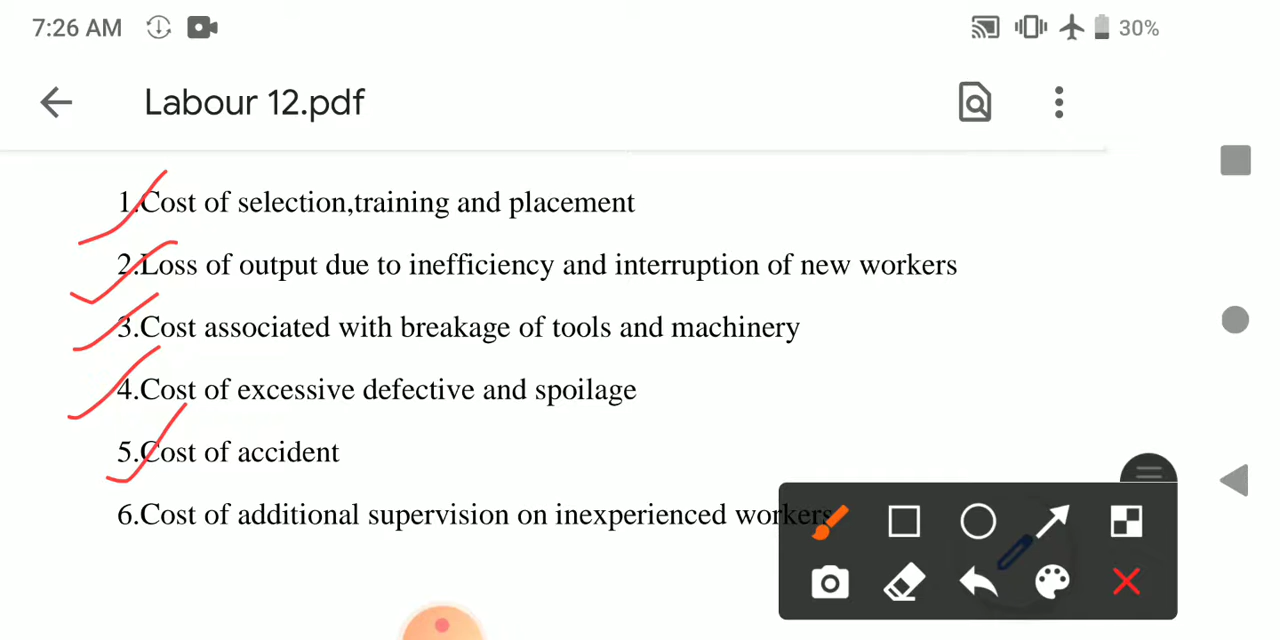 7:26 AM 30%
Labour 12.pdf
1.Cost of selection,training and placement
2.Loss of output due to inefficiency and interruption of new workers
3.Cost associated with breakage of tools and machinery
4.Cost of excessive defective and spoilage
5.Cost of accident
6.Cost of additional supervision on inexperienced workers